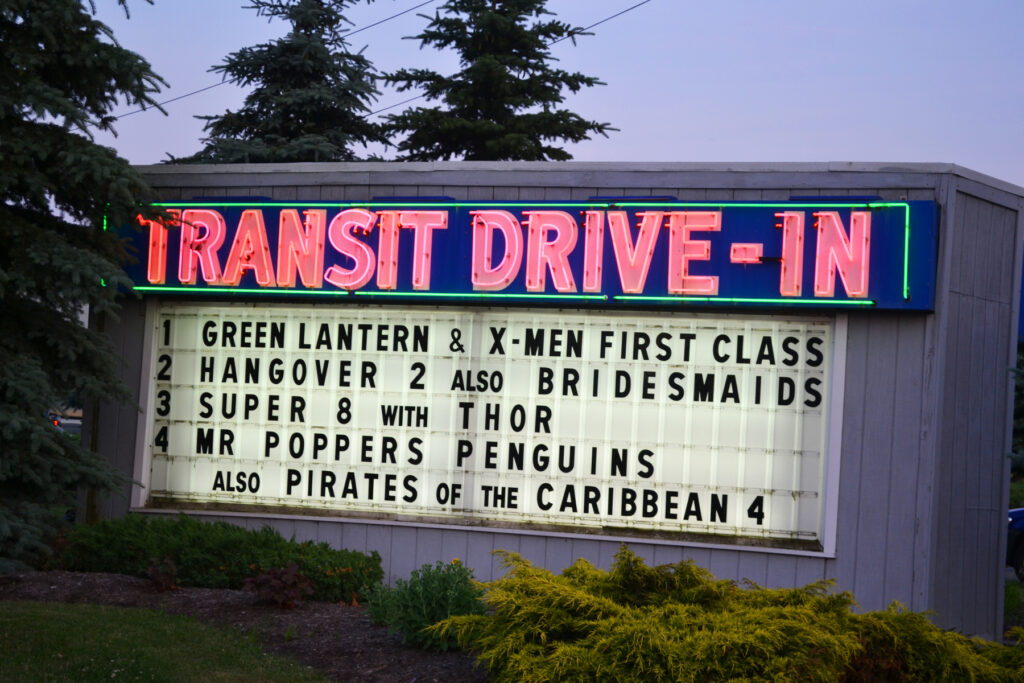 TRANSIT DRIVE-IN
1 GREEN LANTERN & X-MEN FIRST CLASS
2 HANGOVER 2 ALSO BRIDESMAIDS
3 SUPER 8 WITH THOR
4 MR POPPERS PENGUINS
ALSO PIRATES OF THE CARIBBEAN 4